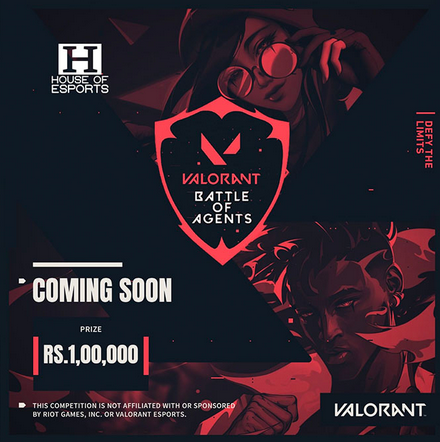 H
HOUSE OF
ESPORTS
DEFY THE
LIMITS
VALORANT
BATTLE
OF
AGENTS
COMING SOON
PRIZE
RS.1,00,000
THIS COMPETITION IS NOT AFFILIATED WITH OR SPONSORED
BY RIOT GAMES, INC. OR VALORANT ESPORTS.
VALORANT